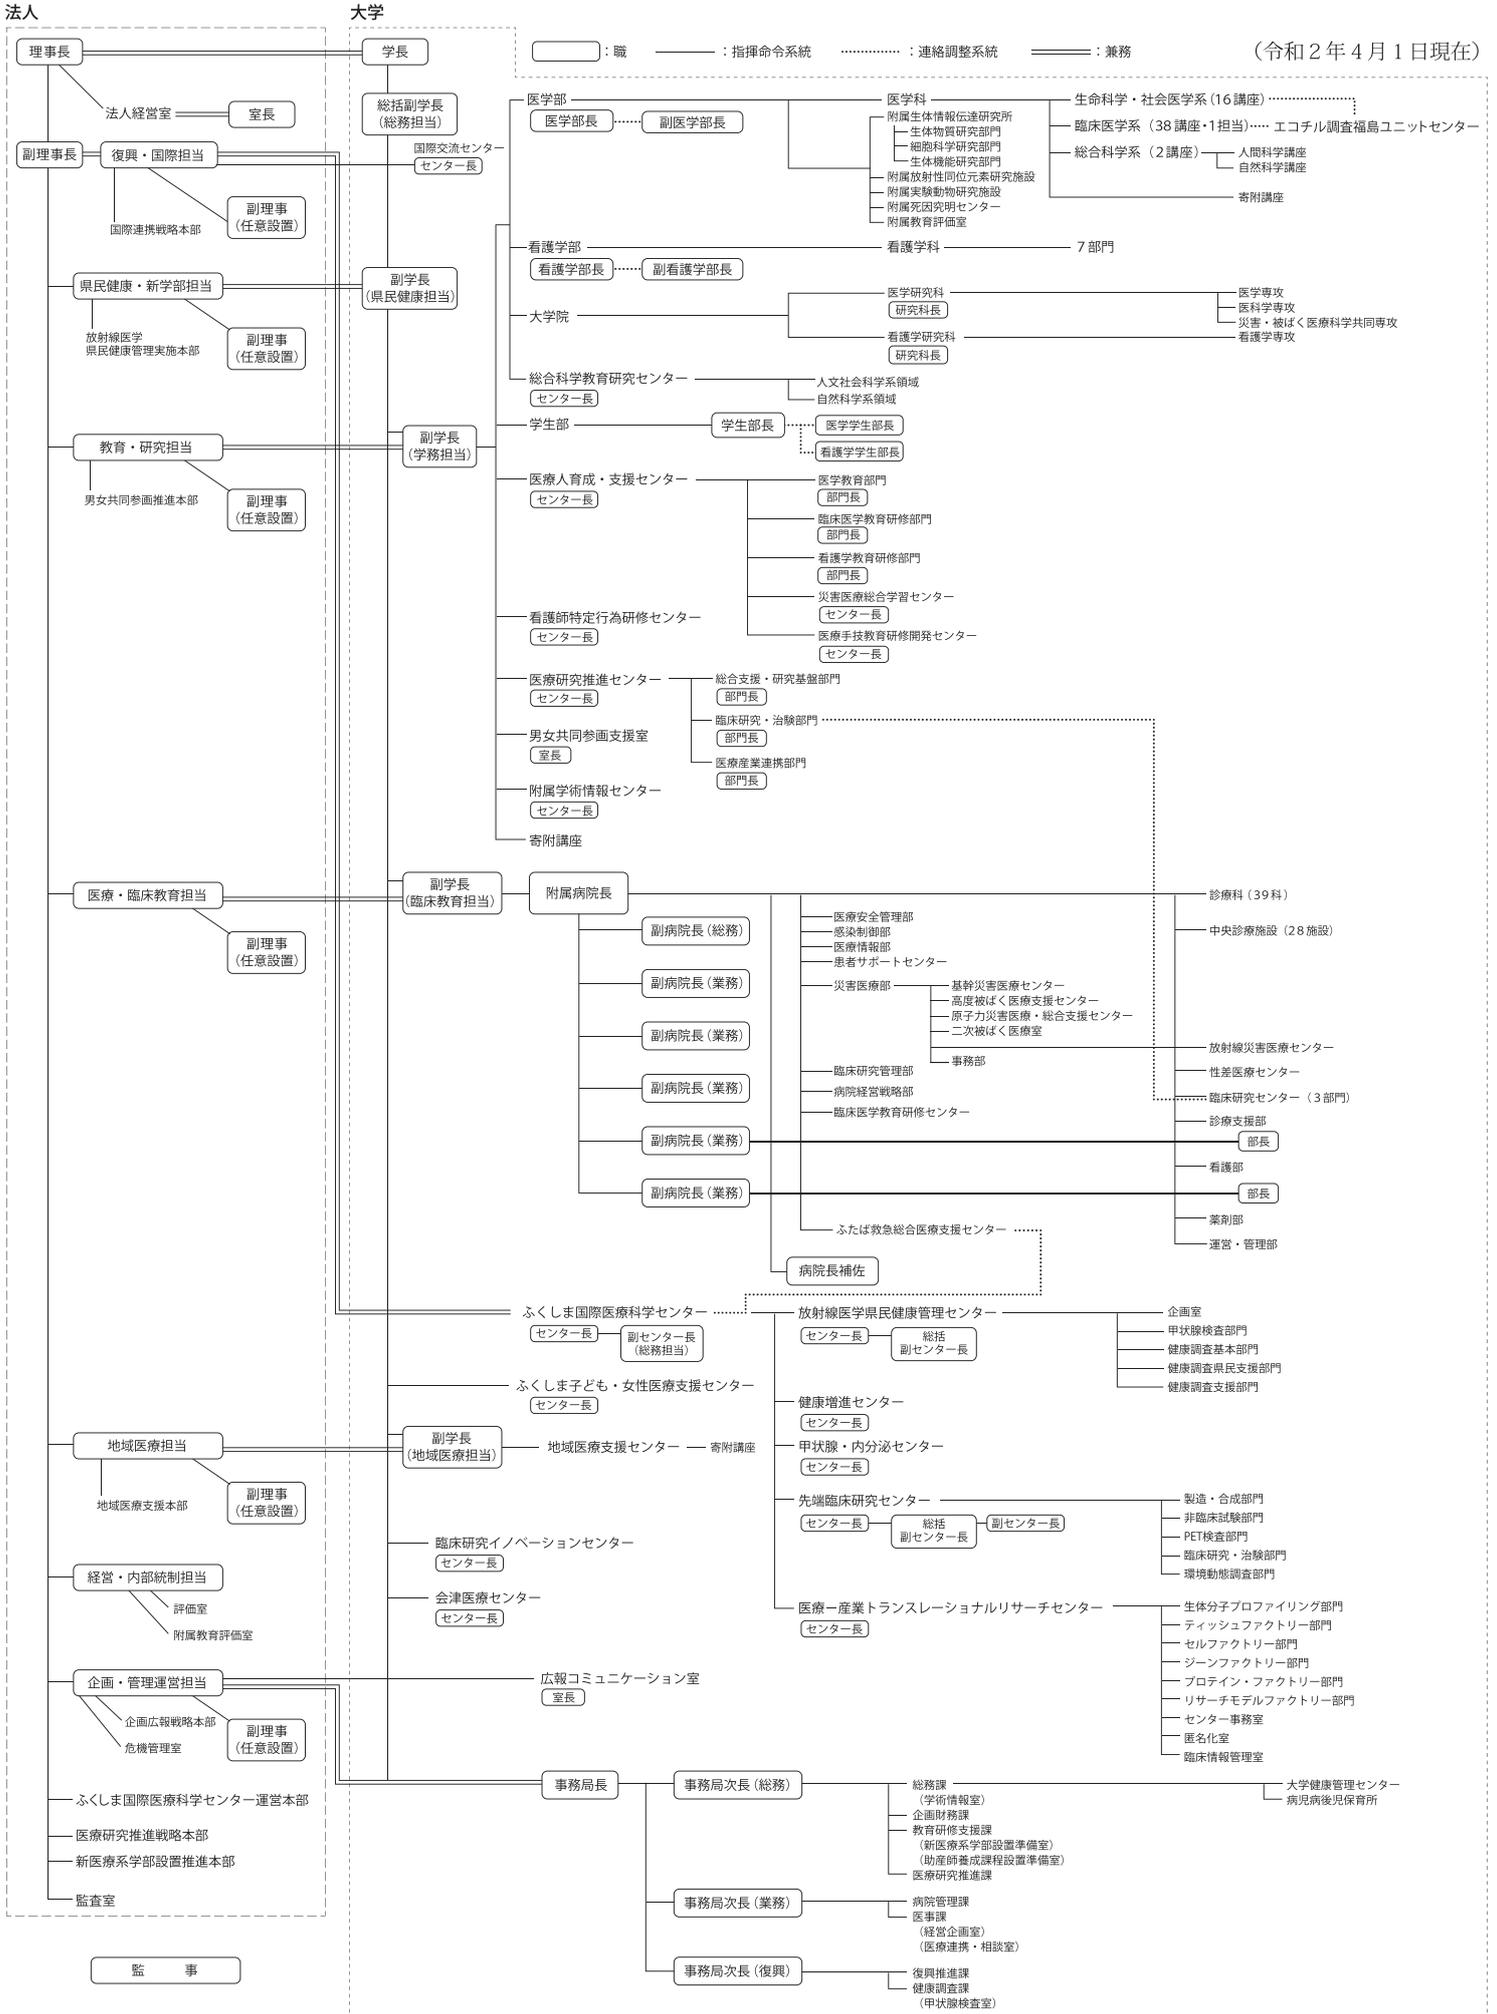 法人
大学
理事長
学長
：職
：指揮命令系統
：連絡調整系統
：兼務
（令和２年４月１日現在）
法人経営室
室長
総括副学長
（総務担当）
副理事長
復興・国際担当
国際交流センター
センター長
副理事
（任意設置）
国際連携戦略本部
県民健康・新学部担当
副学長
（県民健康担当）
放射線医学
県民健康管理実施本部
副理事
（任意設置）
教育・研究担当
副学長
（学務担当）
男女共同参画推進本部
副理事
（任意設置）
医学部
医学部長
副医学部長
医学科
附属生体情報伝達研究所
生体物質研究部門
細胞科学研究部門
生体機能研究部門
附属放射性同位元素研究施設
附属実験動物研究施設
附属死因究明センター
附属教育評価室
生命科学・社会医学系（16講座）
臨床医学系（38講座・1担当）
エコチル調査福島ユニットセンター
総合科学系（２講座）
人間科学講座
自然科学講座
寄附講座
看護学部
看護学部長
副看護学部長
看護学科
７部門
大学院
医学研究科
研究科長
医学専攻
医科学専攻
災害・被ばく医療科学共同専攻
看護学研究科
研究科長
看護学専攻
総合科学教育研究センター
センター長
人文社会科学系領域
自然科学系領域
学生部
学生部長
医学学生部長
看護学学生部長
医療人育成・支援センター
センター長
医学教育部門
部門長
臨床医学教育研修部門
部門長
看護学教育研修部門
部門長
災害医療総合学習センター
センター長
医療手技教育研修開発センター
センター長
看護師特定行為研修センター
センター長
医療研究推進センター
センター長
総合支援・研究基盤部門
部門長
臨床研究・治験部門
部門長
医療産業連携部門
部門長
男女共同参画支援室
室長
附属学術情報センター
センター長
寄附講座
医療・臨床教育担当
副理事
（任意設置）
副学長
（臨床教育担当）
附属病院長
副病院長（総務）
副病院長（業務）
副病院長（業務）
副病院長（業務）
副病院長（業務）
副病院長（業務）
医療安全管理部
感染制御部
医療情報部
患者サポートセンター
災害医療部
基幹災害医療センター
高度被ばく医療支援センター
原子力災害医療・総合支援センター
二次被ばく医療室
事務部
臨床研究管理部
病院経営戦略部
臨床医学教育研修センター
ふたば救急総合医療支援センター
病院長補佐
診療科（39科）
中央診療施設（28施設）
放射線災害医療センター
性差医療センター
臨床研究センター（３部門）
診療支援部
部長
看護部
部長
薬剤部
運営・管理部
ふくしま国際医療科学センター
センター長
副センター長
（総務担当）
放射線医学県民健康管理センター
センター長
総括
副センター長
企画室
甲状腺検査部門
健康調査基本部門
健康調査県民支援部門
健康調査支援部門
健康増進センター
センター長
甲状腺・内分泌センター
センター長
先端臨床研究センター
センター長
総括
副センター長
副センター長
製造・合成部門
非臨床試験部門
PET検査部門
臨床研究・治験部門
環境動態調査部門
医療ー産業トランスレーショナルリサーチセンター
センター長
生体分子プロファイリング部門
ティッシュファクトリー部門
セルファクトリー部門
ジーンファクトリー部門
プロテイン・ファクトリー部門
リサーチモデルファクトリー部門
センター事務室
匿名化室
臨床情報管理室
ふくしま子ども・女性医療支援センター
センター長
地域医療担当
地域医療支援本部
副理事
（任意設置）
副学長
（地域医療担当）
地域医療支援センター
寄附講座
臨床研究イノベーションセンター
センター長
会津医療センター
センター長
経営・内部統制担当
評価室
附属教育評価室
企画・管理運営担当
企画広報戦略本部
危機管理室
副理事
（任意設置）
広報コミュニケーション室
室長
ふくしま国際医療科学センター運営本部
医療研究推進戦略本部
新医療系学部設置推進本部
監査室
監　　事
事務局長
事務局次長（総務）
総務課
（学術情報室）
企画財務課
教育研修支援課
（新医療系学部設置準備室）
（助産師養成課程設置準備室）
医療研究推進課
大学健康管理センター
病児病後児保育所
事務局次長（業務）
病院管理課
医事課
（経営企画室）
（医療連携・相談室）
事務局次長（復興）
復興推進課
健康調査課
（甲状腺検査室）